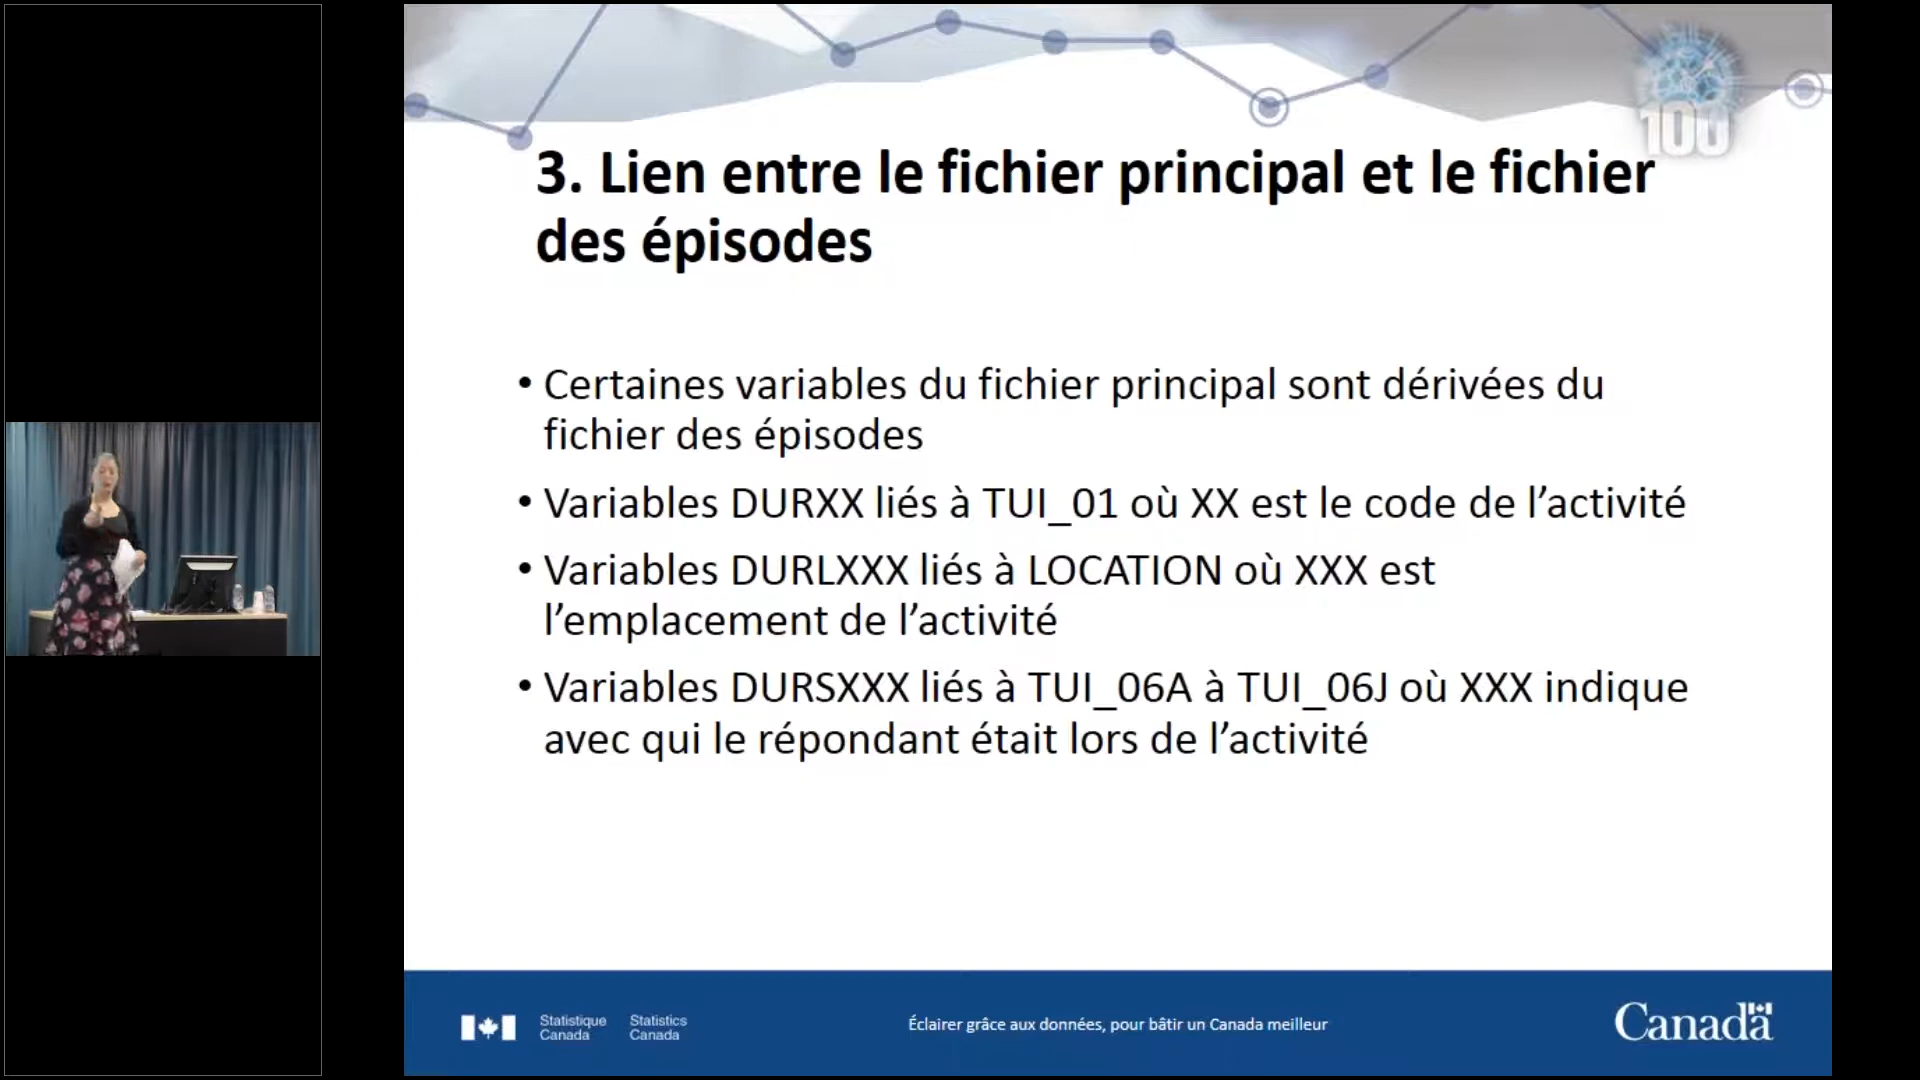 100
3. Lien entre le fichier principal et le fichier
des épisodes
• Certaines variables du fichier principal sont dérivées du
fichier des épisodes
• Variables DURXX liés à TUI_01 où XX est le code de l’activité
• Variables DURLXXX liés à LOCATION où XXX est
l’emplacement de l’activité
• Variables DURSXXX liés à TUI_06A à TUI_06J où XXX indique
avec qui le répondant était lors de l’activité
Statistique
Canada
Statistics
Canada
Éclairer grâce aux données, pour bâtir un Canada meilleur
Canada